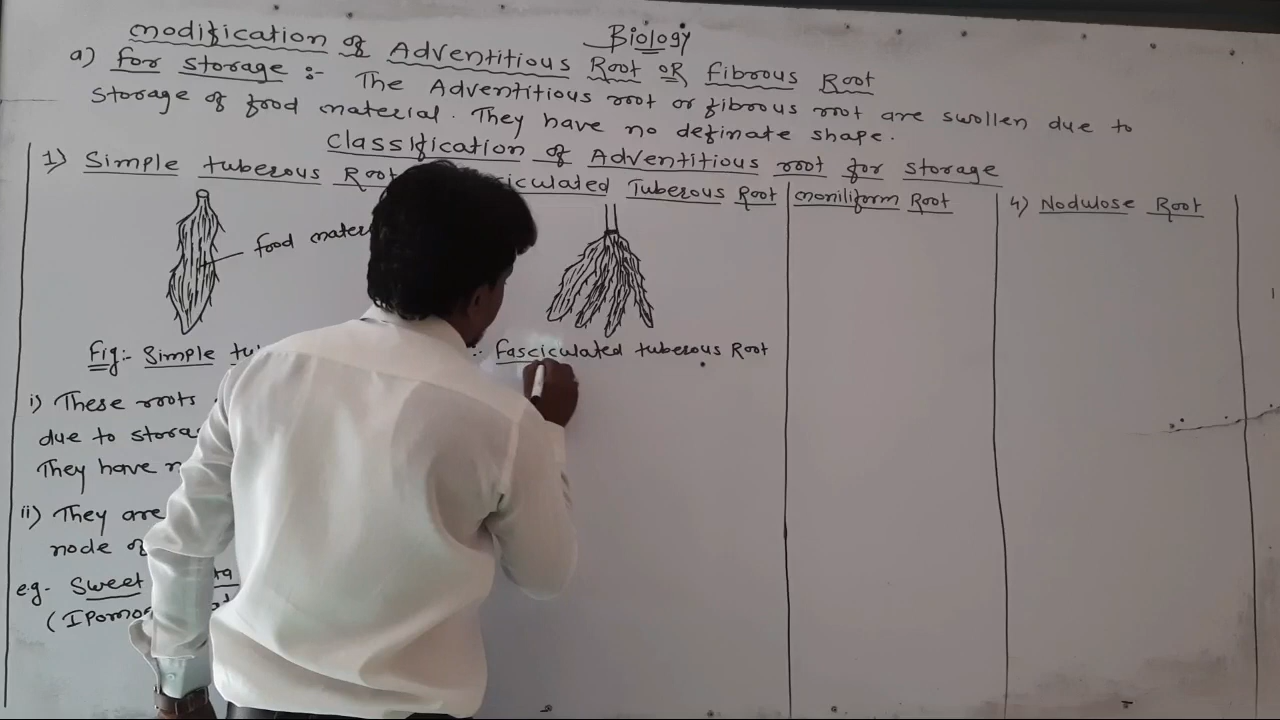 Biology
modification of Adventitious Root OR fibrous Root
a) for storage :- The Adventitious root or fibrous root are swollen due to
storage of food material. They have no definate shape.
Classification of Adventitious root for storage
1) Simple tuberous Root
ciculated Tuberous Root
moniliform Root
4) Nodulose Root
food mater
Fig:- Simple tu
Fasciculated tuberous Root
i) These roots
due to stora
They have n
ii) They are
node of
e.g- Sweet
(Ipomo